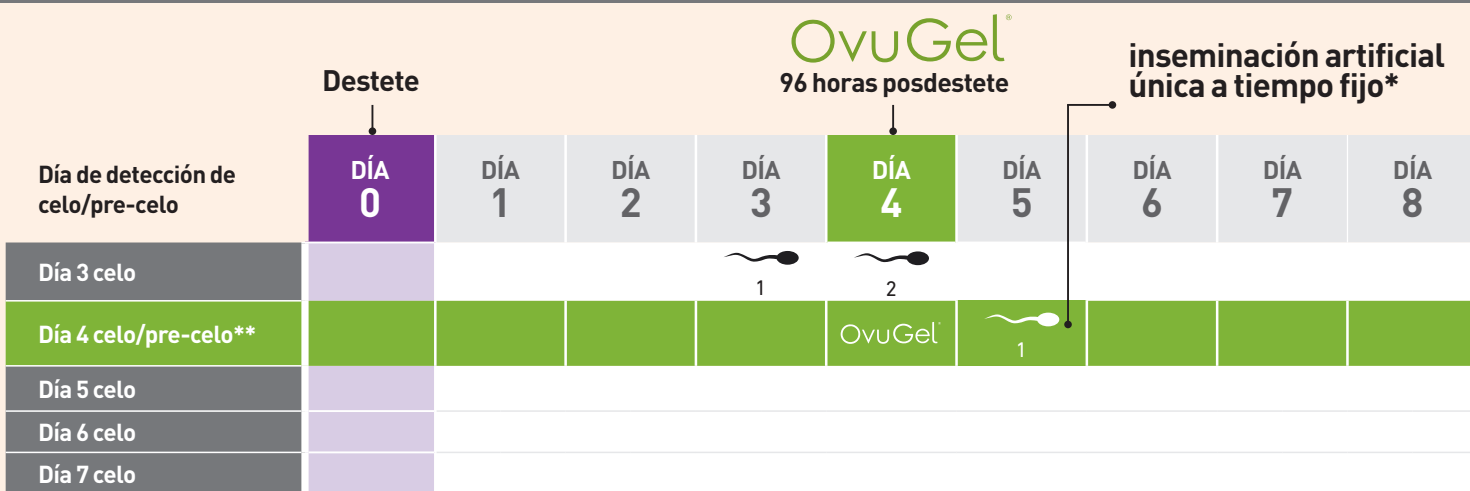 OvuGel®
Destete
96 horas posdestete
inseminación artificial
única a tiempo fijo*
Día de detección de
celo/pre-celo
DÍA
0
DÍA
1
DÍA
2
DÍA
3
DÍA
4
DÍA
5
DÍA
6
DÍA
7
DÍA
8
Día 3 celo
1
2
Día 4 celo/pre-celo**
OvuGel®
1
Día 5 celo
Día 6 celo
Día 7 celo